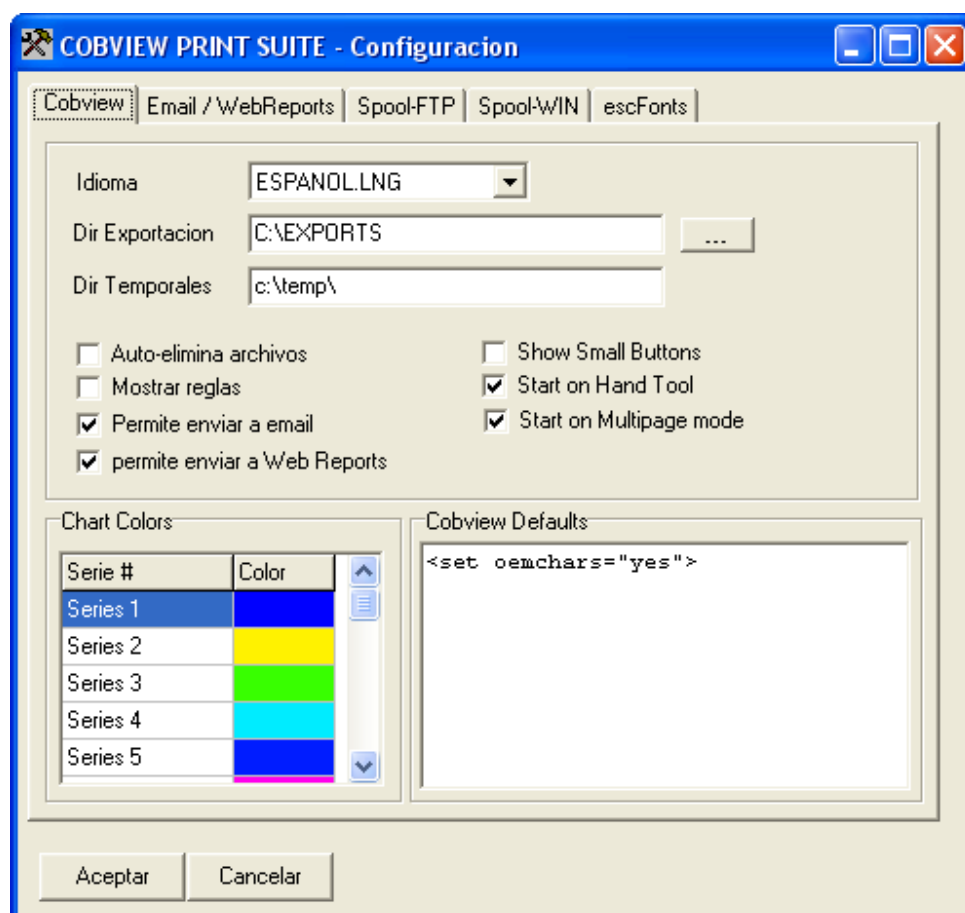 COBVIEW PRINT SUITE - Configuracion
Cobview Email / WebReports Spool-FTP Spool-WIN escFonts
Idioma ESPANOL.LNG
Dir Exportacion C:\EXPORTS ...
Dir Temporales c:\temp\
Auto-elimina archivos Show Small Buttons
Mostrar reglas Start on Hand Tool
Permite enviar a email Start on Multipage mode
permite enviar a Web Reports
Chart Colors Cobview Defaults
Serie # Color <set oemchars="yes">
Series 1
Series 2
Series 3
Series 4
Series 5
Aceptar Cancelar